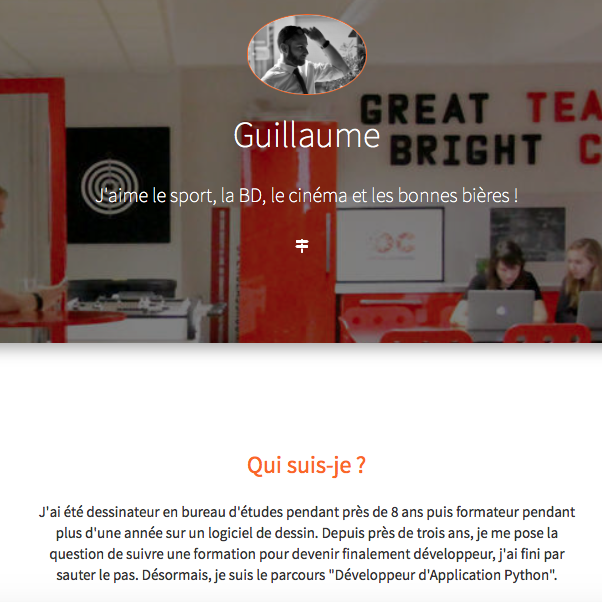 GREAT TEA
BRIGHT C
Guillaume
J'aime le sport, la BD, le cinéma et les bonnes bières !
Qui suis-je ?
J'ai été dessinateur en bureau d'études pendant près de 8 ans puis formateur pendant
plus d'une année sur un logiciel de dessin. Depuis près de trois ans, je me pose la
question de suivre une formation pour devenir finalement développeur, j'ai fini par
sauter le pas. Désormais, je suis le parcours "Développeur d'Application Python".